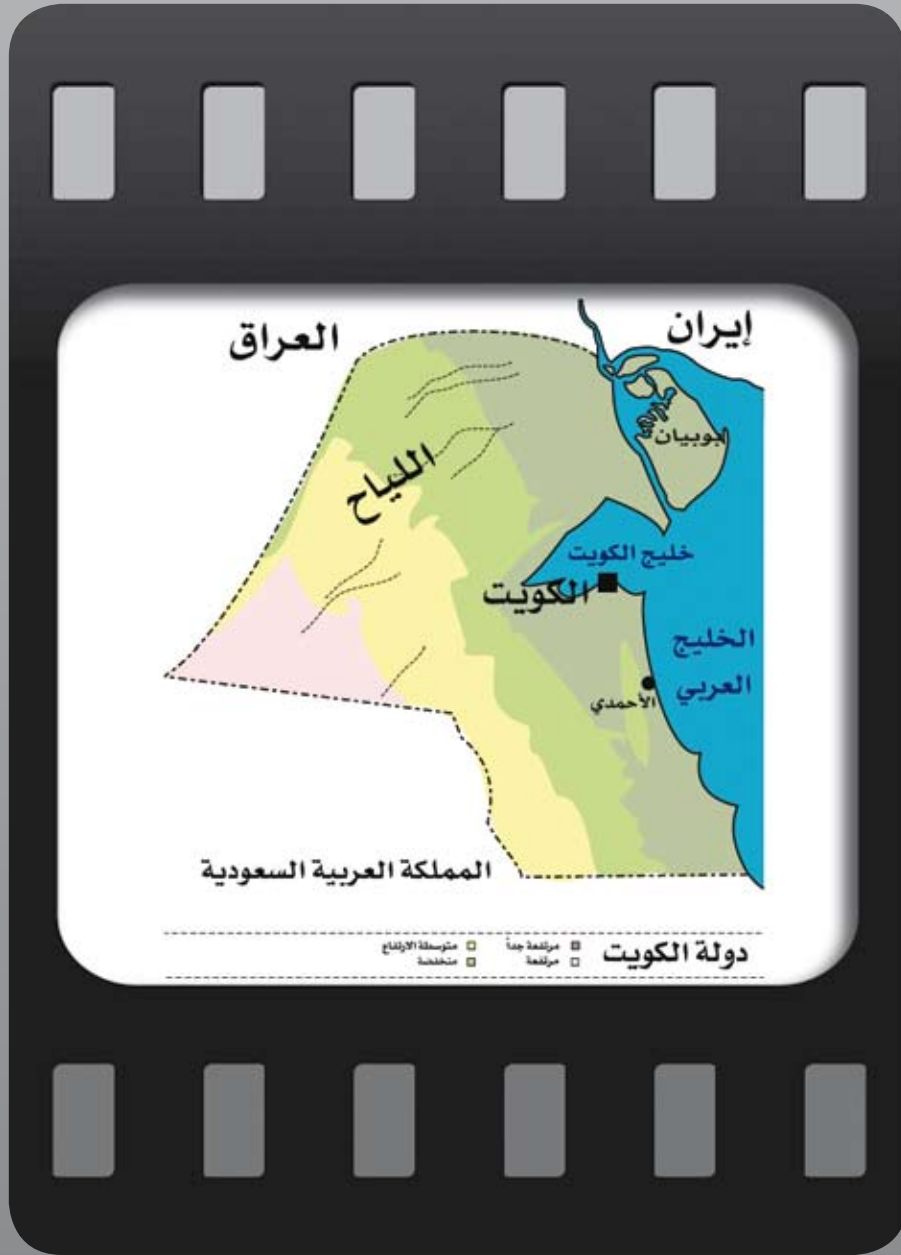 إيران
العراق
بوبيان
اللياح
خليج الكويت
الكويت
الخليج
العربي
الأحمدي
المملكة العربية السعودية
دولة الكويت
مرتفعة جداً
متوسطة الارتفاع
مرتفعة
منخفضة